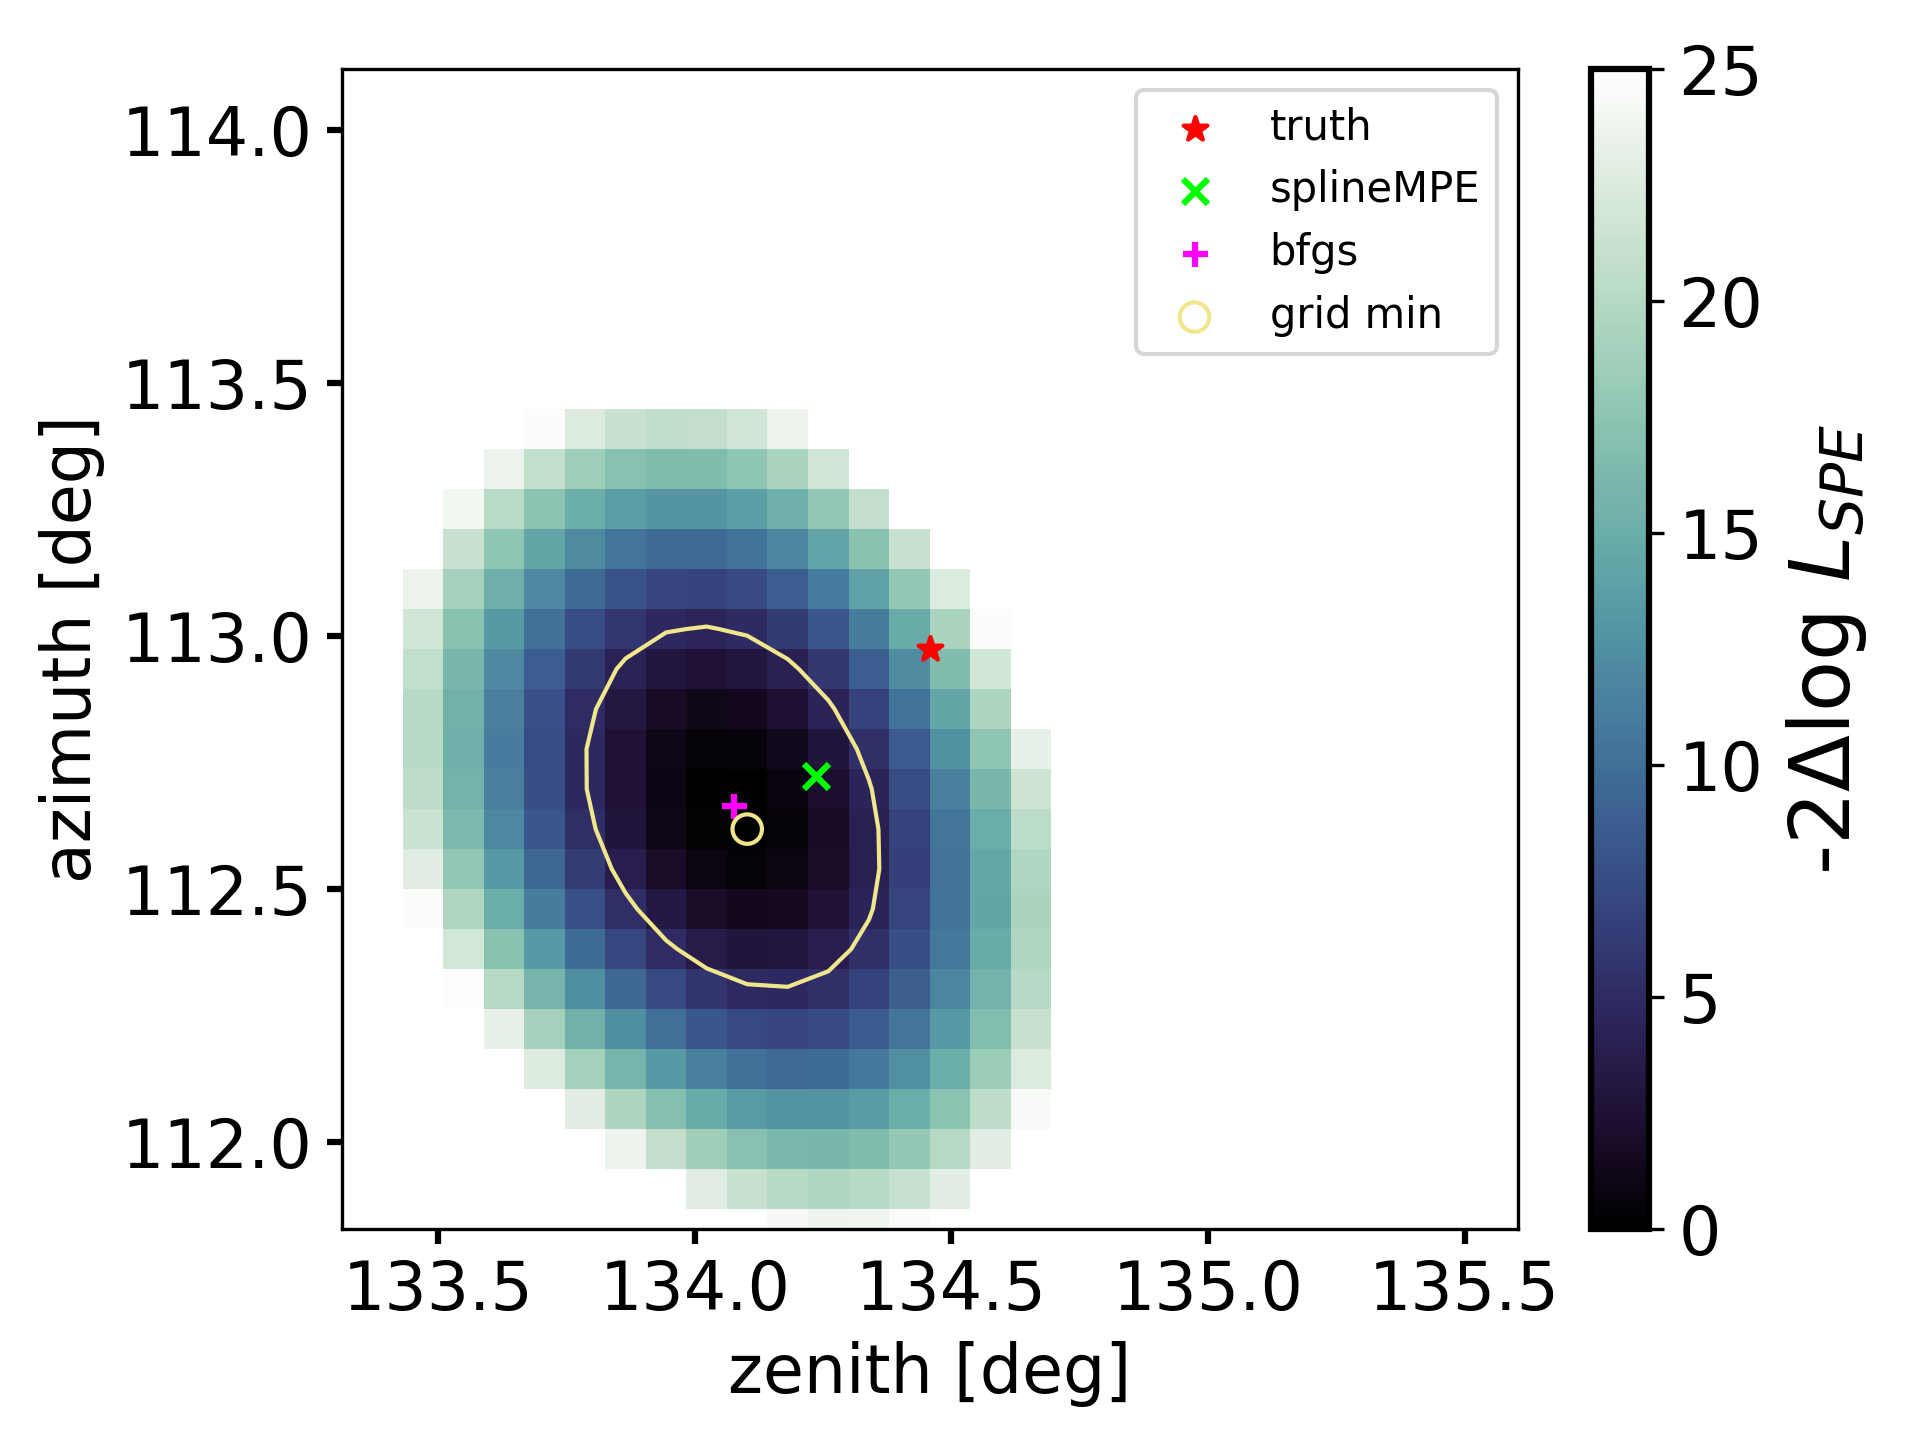 truth
splineMPE
bfgs
grid min
114.0
113.5
113.0
112.5
112.0
azimuth [deg]
133.5 134.0 134.5 135.0 135.5
zenith [deg]
25
20
15
10
5
0
-2Δlog L_SPE